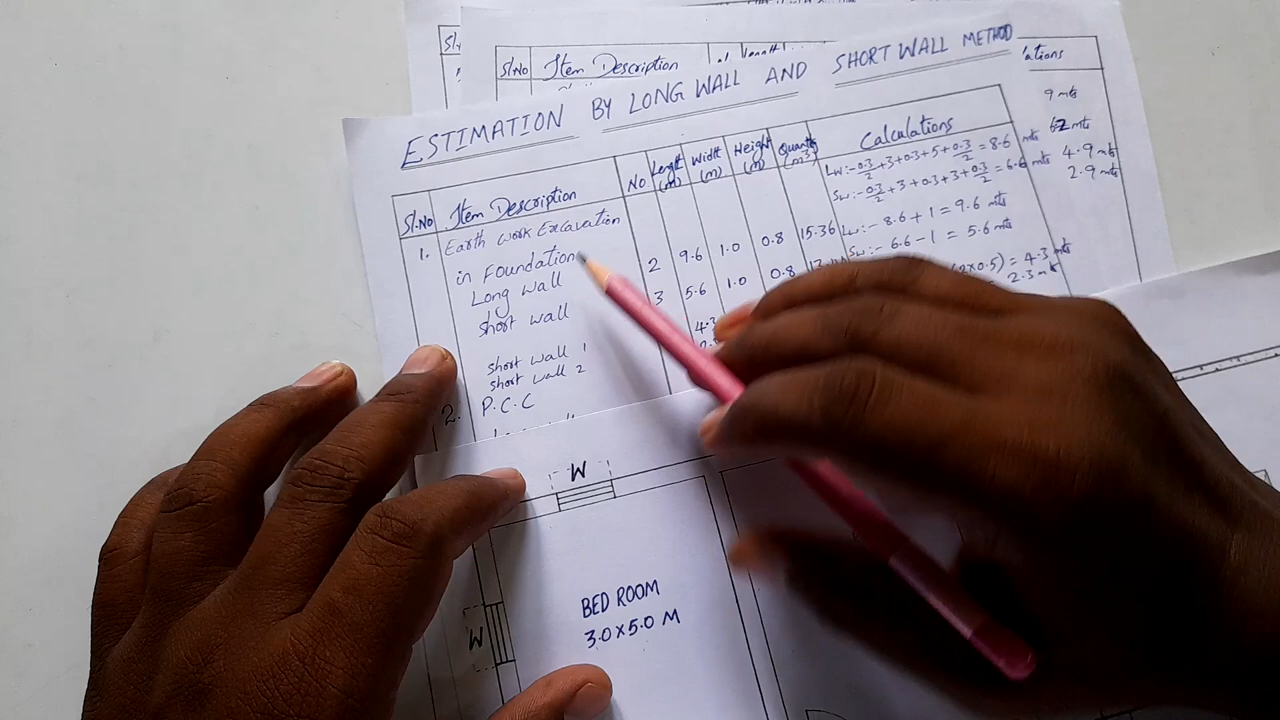 Sl.No Item Description
ESTIMATION BY LONG WALL AND SHORT WALL METHOD
Sl.No Item Description No Length (m) Width (m) Height (m) Quantity (m³) Calculations
1. Earth work Excavation
in Foundation
Long wall 2 9.6 1.0 0.8 15.36
short wall 3 5.6 1.0 0.8
short wall 1 4.3
short wall 2
2. P.C.C
Lw:- 0.3/2 + 3 + 0.3 + 5 + 0.3/2 = 8.6 mts
Sw:- 0.3/2 + 3 + 0.3 + 3 + 0.3/2 = 6.6 mts
Lw:- 8.6 + 1 = 9.6 mts
Sw:- 6.6 - 1 = 5.6 mts
(2x0.5) = 4.3 mts
2.3 m
9 mts
4.9 mts
2.9 mts
W
W
BED ROOM
3.0 X 5.0 M